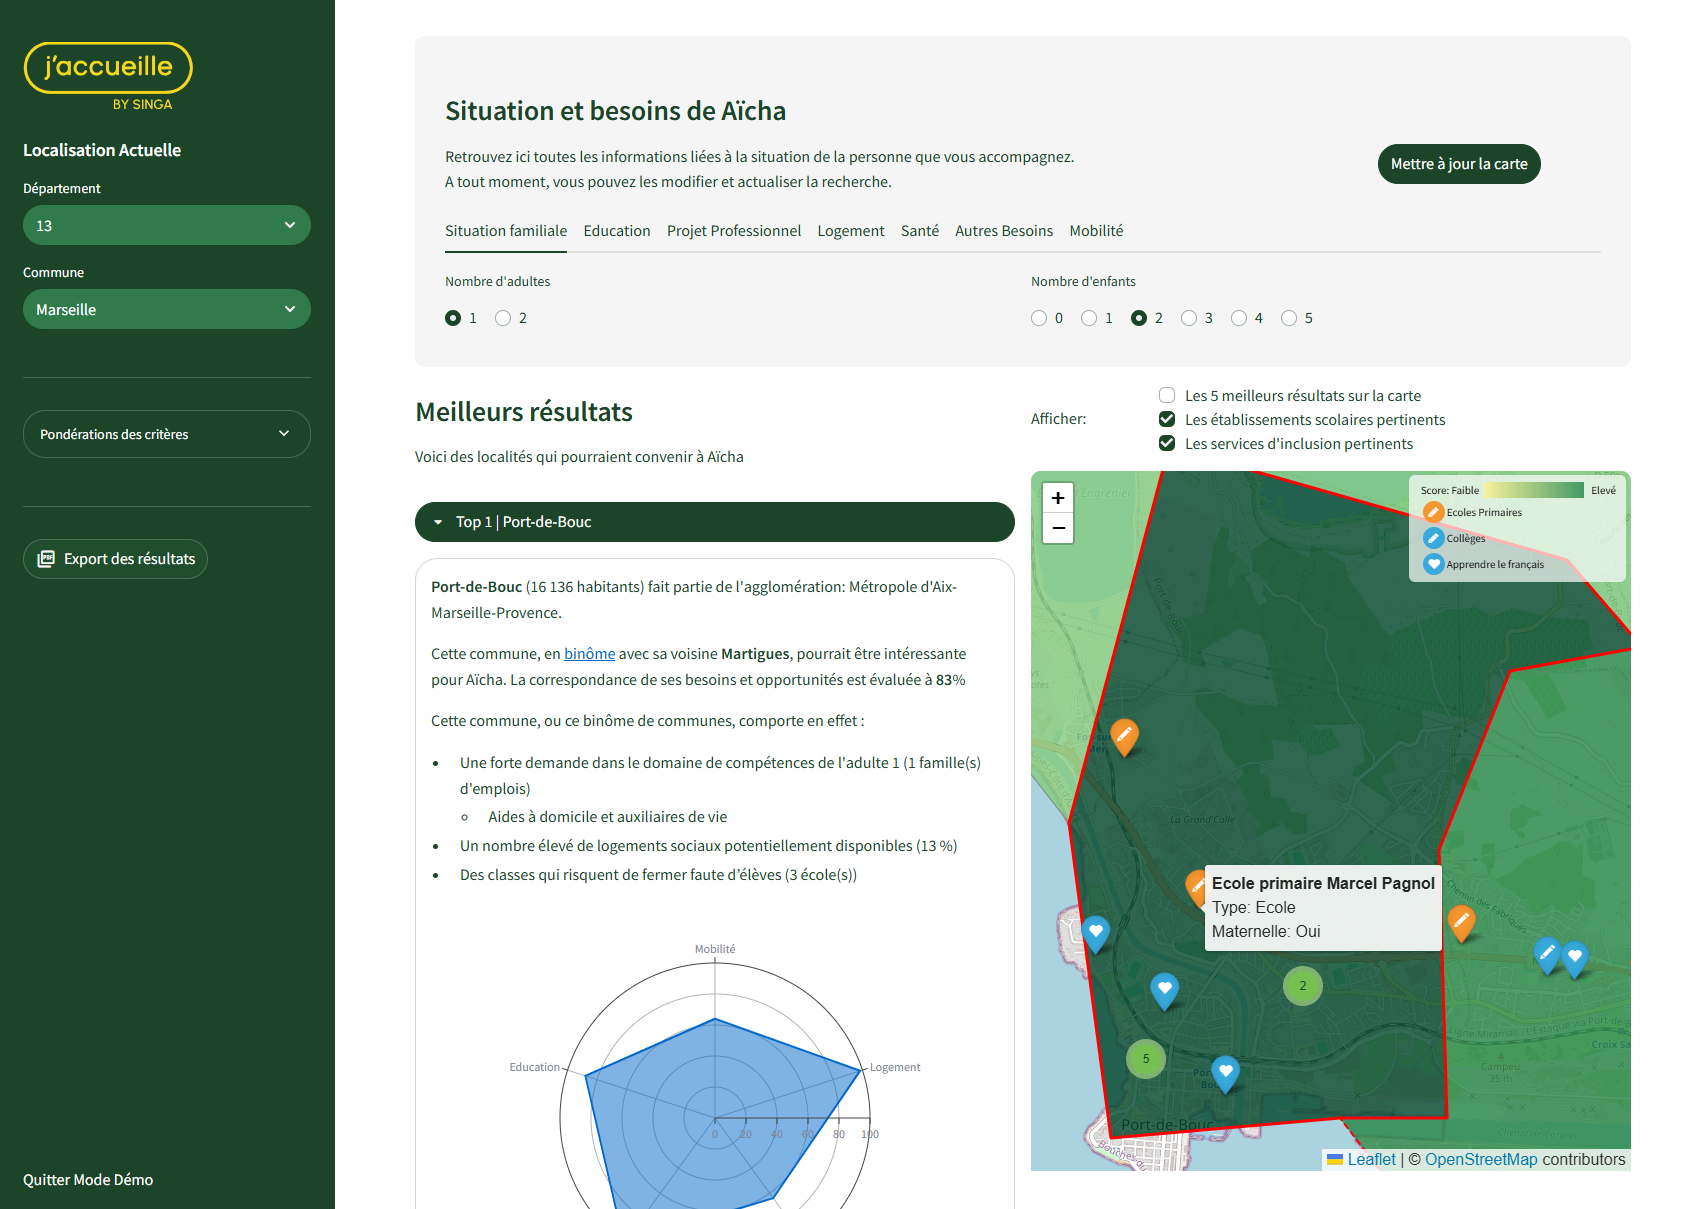 j'accueille
BY SINGA
Localisation Actuelle
Département
13
Commune
Marseille
Pondérations des critères
Export des résultats
Quitter Mode Démo
Situation et besoins de Aïcha
Retrouvez ici toutes les informations liées à la situation de la personne que vous accompagnez.
A tout moment, vous pouvez les modifier et actualiser la recherche.
Mettre à jour la carte
Situation familiale Education Projet Professionnel Logement Santé Autres Besoins Mobilité
Nombre d'adultes
1 2
Nombre d'enfants
0 1 2 3 4 5
Meilleurs résultats
Voici des localités qui pourraient convenir à Aïcha
Top 1 | Port-de-Bouc
Port-de-Bouc (16 136 habitants) fait partie de l'agglomération: Métropole d'Aix-
Marseille-Provence.
Cette commune, en binôme avec sa voisine Martigues, pourrait être intéressante
pour Aïcha. La correspondance de ses besoins et opportunités est évaluée à 83%
Cette commune, ou ce binôme de communes, comporte en effet :
Une forte demande dans le domaine de compétences de l'adulte 1 (1 famille(s)
d'emplois)
Aides à domicile et auxiliaires de vie
Un nombre élevé de logements sociaux potentiellement disponibles (13 %)
Des classes qui risquent de fermer faute d’élèves (3 école(s))
Mobilité
Education
Logement
0 20 40 60 80 100
Afficher:
Les 5 meilleurs résultats sur la carte
Les établissements scolaires pertinents
Les services d'inclusion pertinents
+
−
Score: Faible Elevé
Ecoles Primaires
Collèges
Apprendre le français
La Grand Colle
Ecole primaire Marcel Pagnol
Type: Ecole
Maternelle: Oui
Chemin des Fabriques
2
5
Campeu
35 m
Port-de-Bouc
Leaflet | © OpenStreetMap contributors